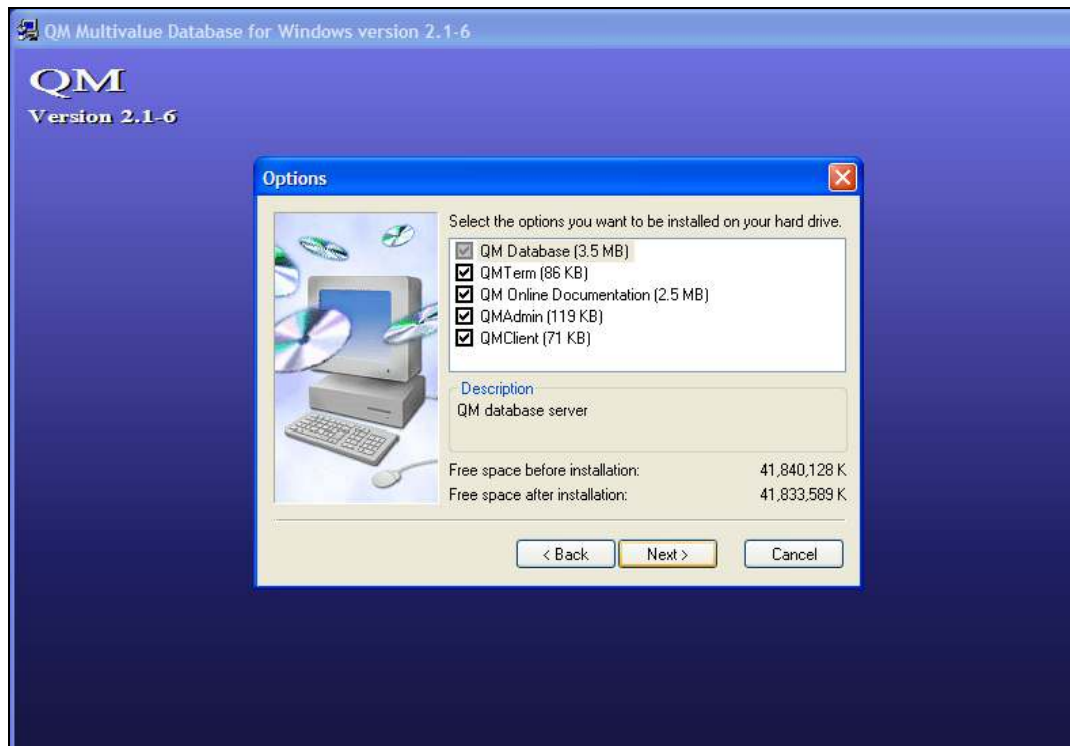 QM Multivalue Database for Windows version 2.1-6
QM
Version 2.1-6
Options
Select the options you want to be installed on your hard drive.
QM Database (3.5 MB)
QMTerm (86 KB)
QM Online Documentation (2.5 MB)
QMAdmin (119 KB)
QMClient (71 KB)
Description
QM database server
Free space before installation: 41,840,128 K
Free space after installation: 41,833,589 K
< Back Next > Cancel